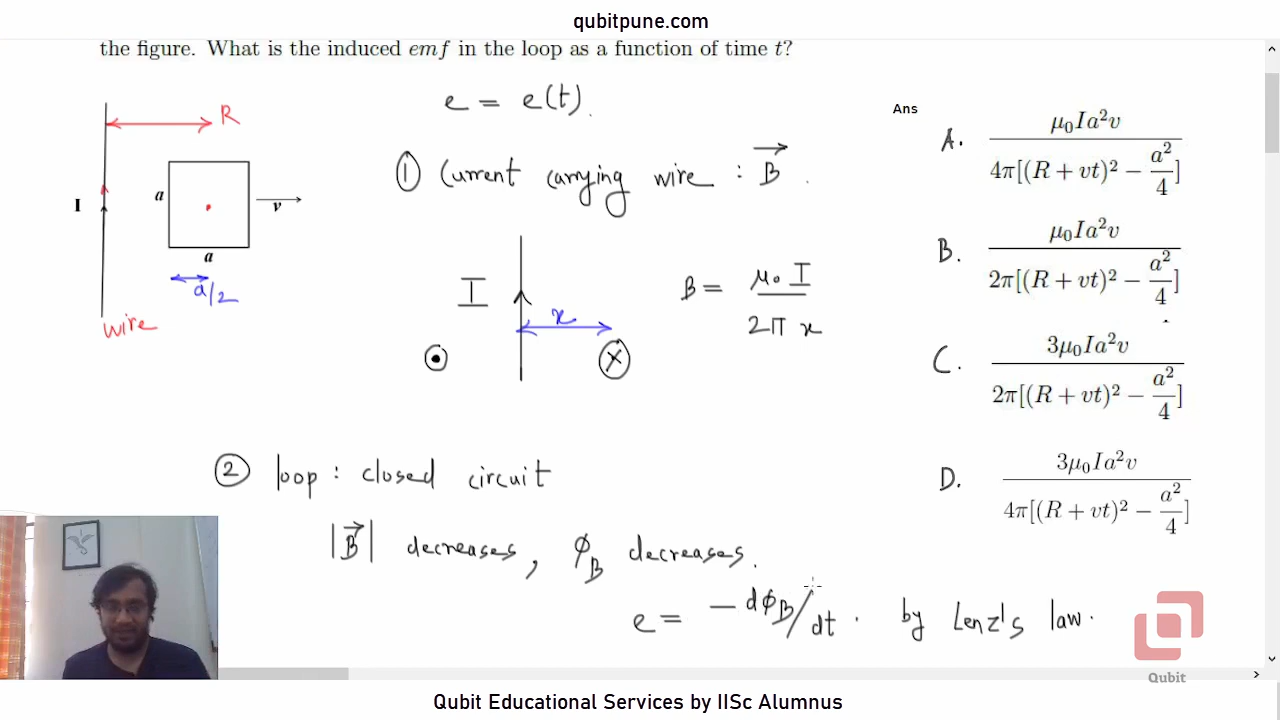 qubitpune.com
the figure. What is the induced emf in the loop as a function of time t?
e = e(t).
R
a
I
v
a
a/2
wire
① Current carrying wire : B⃗ .
I
x
B = μ₀ I / 2π x
Ans
A. μ₀Ia²v / 4π[(R + vt)² − a²/4]
B. μ₀Ia²v / 2π[(R + vt)² − a²/4]
C. 3μ₀Ia²v / 2π[(R + vt)² − a²/4]
D. 3μ₀Ia²v / 4π[(R + vt)² − a²/4]
② loop : closed circuit
|B⃗| decreases, ϕB decreases.
e = − dϕB/dt . by Lenz's law.
Qubit
Qubit Educational Services by IISc Alumnus